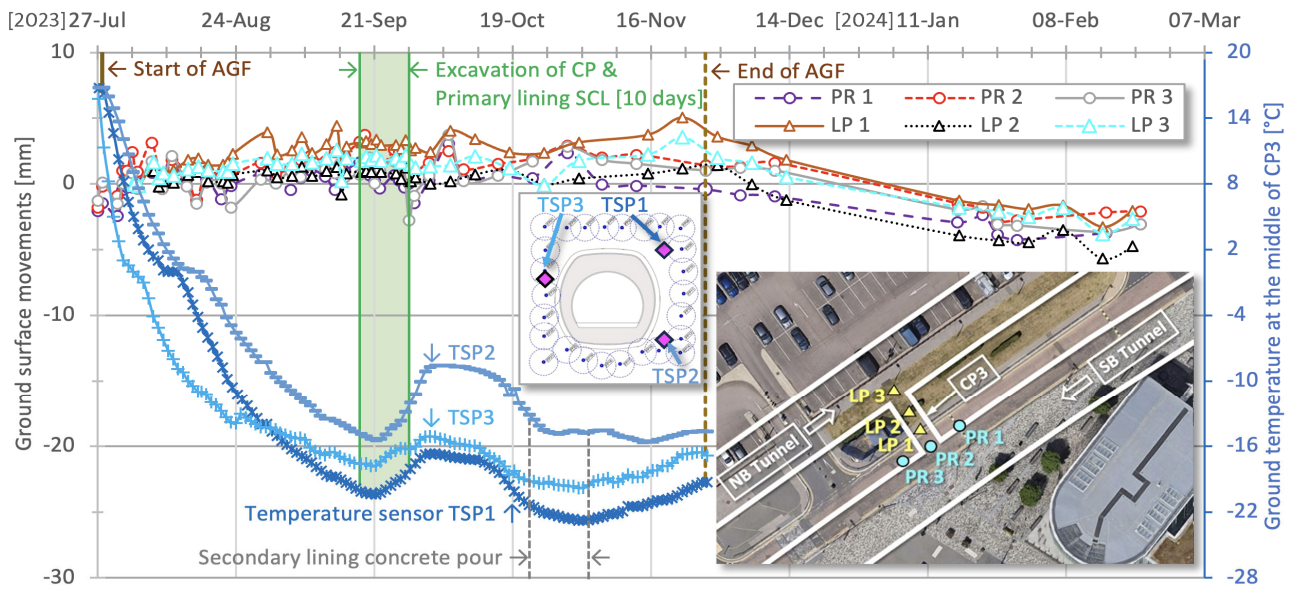 [2023] 27-Jul 24-Aug 21-Sep 19-Oct 16-Nov 14-Dec [2024] 11-Jan 08-Feb 07-Mar
10
0
-10
-20
-30
Ground surface movements [mm]
20
14
8
2
-4
-10
-16
-22
-28
Ground temperature at the middle of CP3 [°C]
← Start of AGF
Excavation of CP &
Primary lining SCL [10 days]
← End of AGF
PR 1 PR 2 PR 3
LP 1 LP 2 LP 3
TSP3 TSP1
TSP2
TSP2
TSP3
Temperature sensor TSP1
Secondary lining concrete pour
SB Tunnel
CP3
LP 3
LP 2
LP 1
PR 1
PR 2
PR 3
NB Tunnel